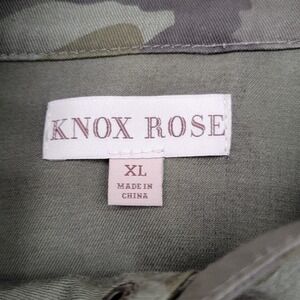 KNOX ROSE
XL
MADE IN
CHINA